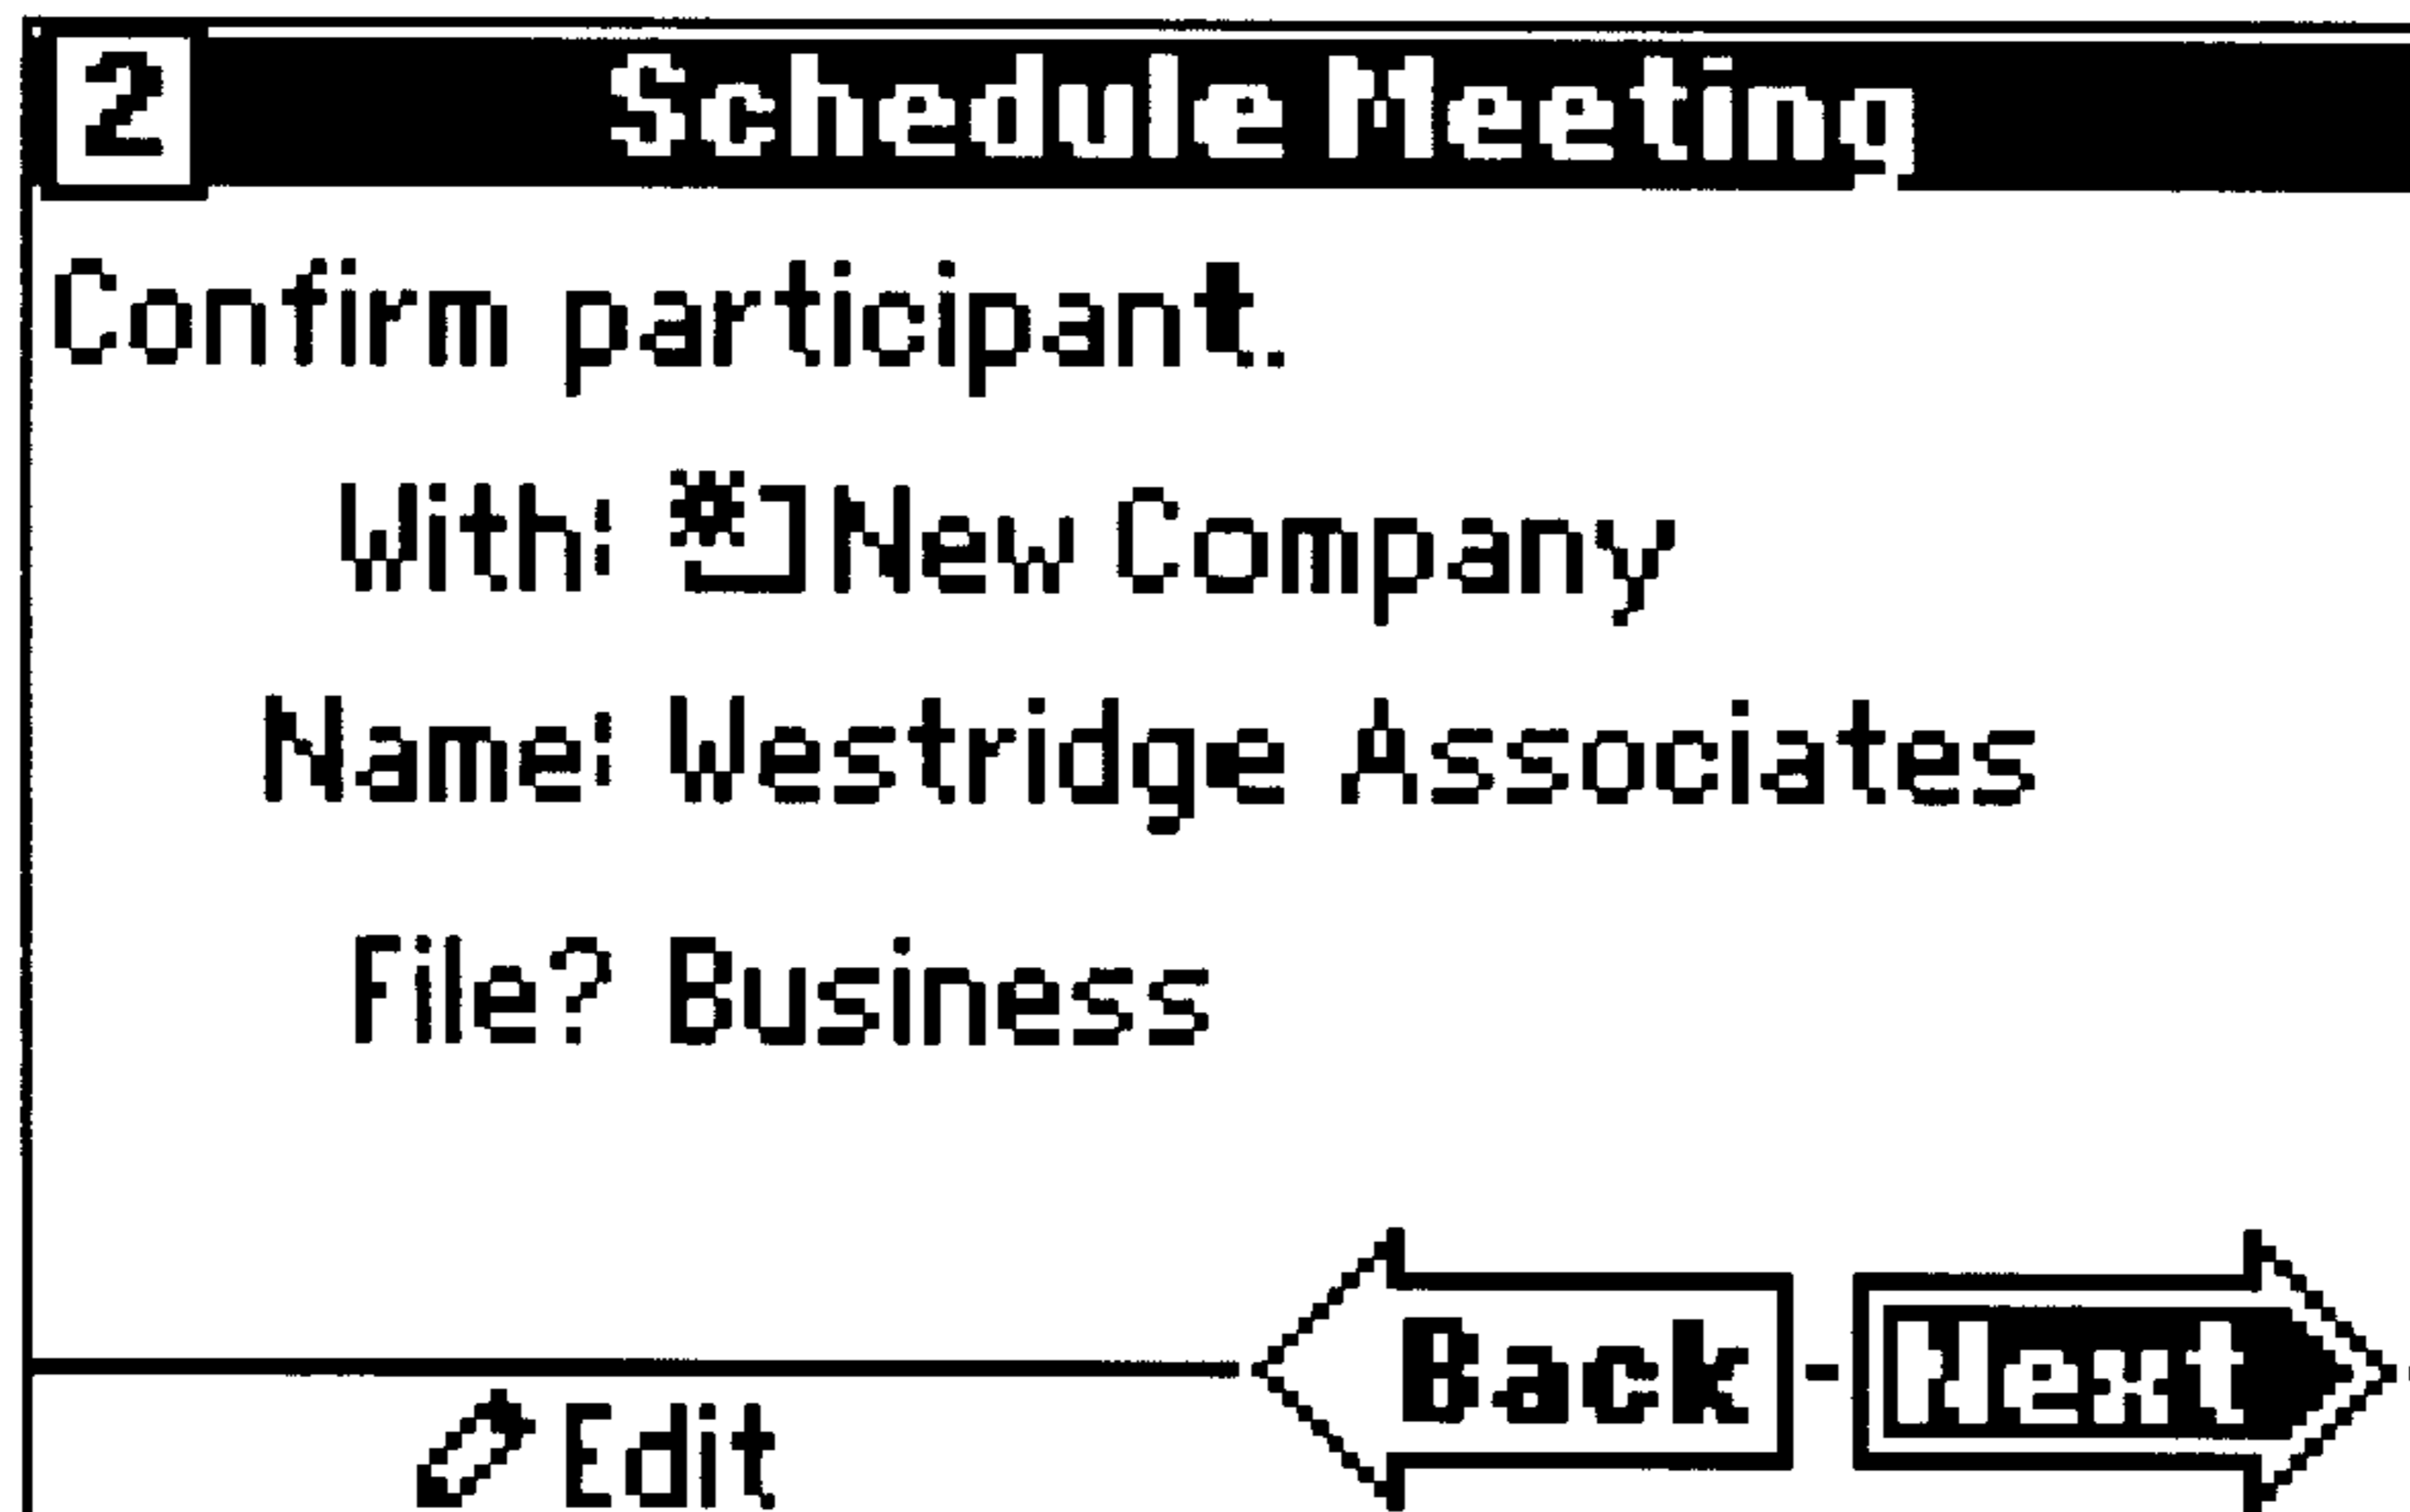 2 Schedule Meeting
Confirm participant.
With: New Company
Name: Westridge Associates
File? Business
Back Next
Edit